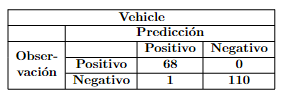 Vehicle
Predicción
Positivo Negativo
Obser-
vación
Positivo 68 0
Negativo 1 110